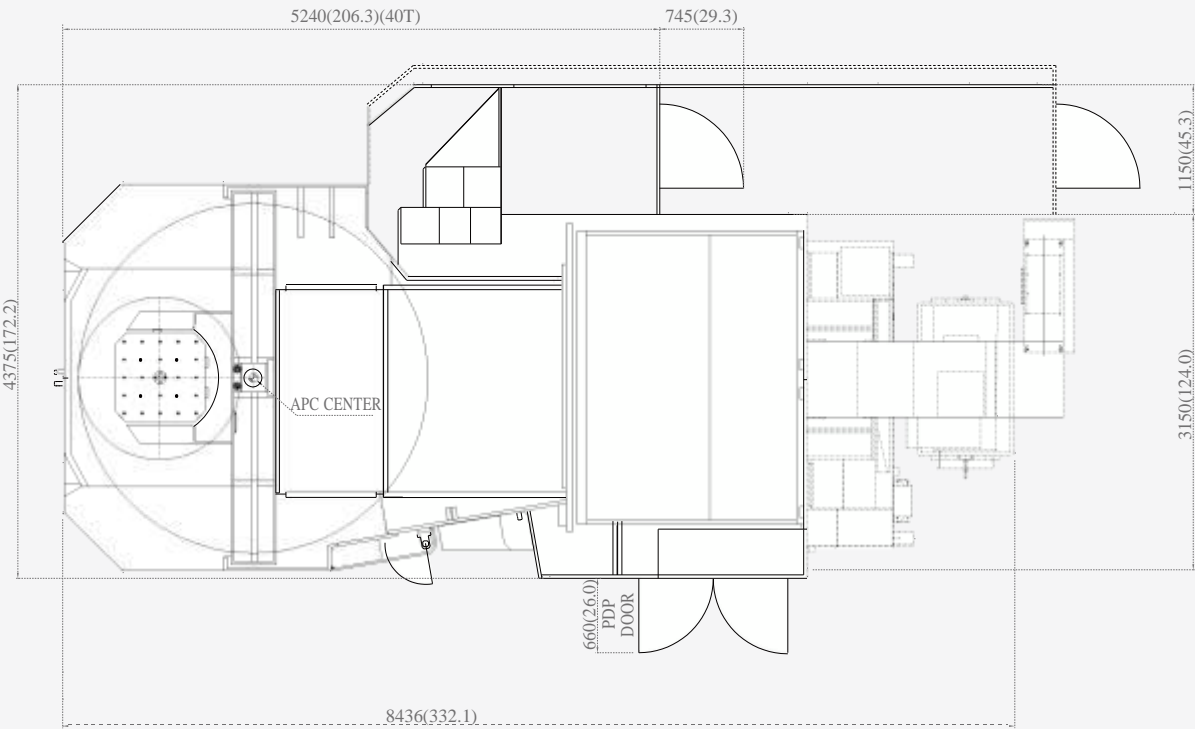 5240(206.3)(40T)
745(29.3)
1150(45.3)
4375(172.2)
3150(124.0)
APC CENTER
660(26.0)
PDP
DOOR
8436(332.1)